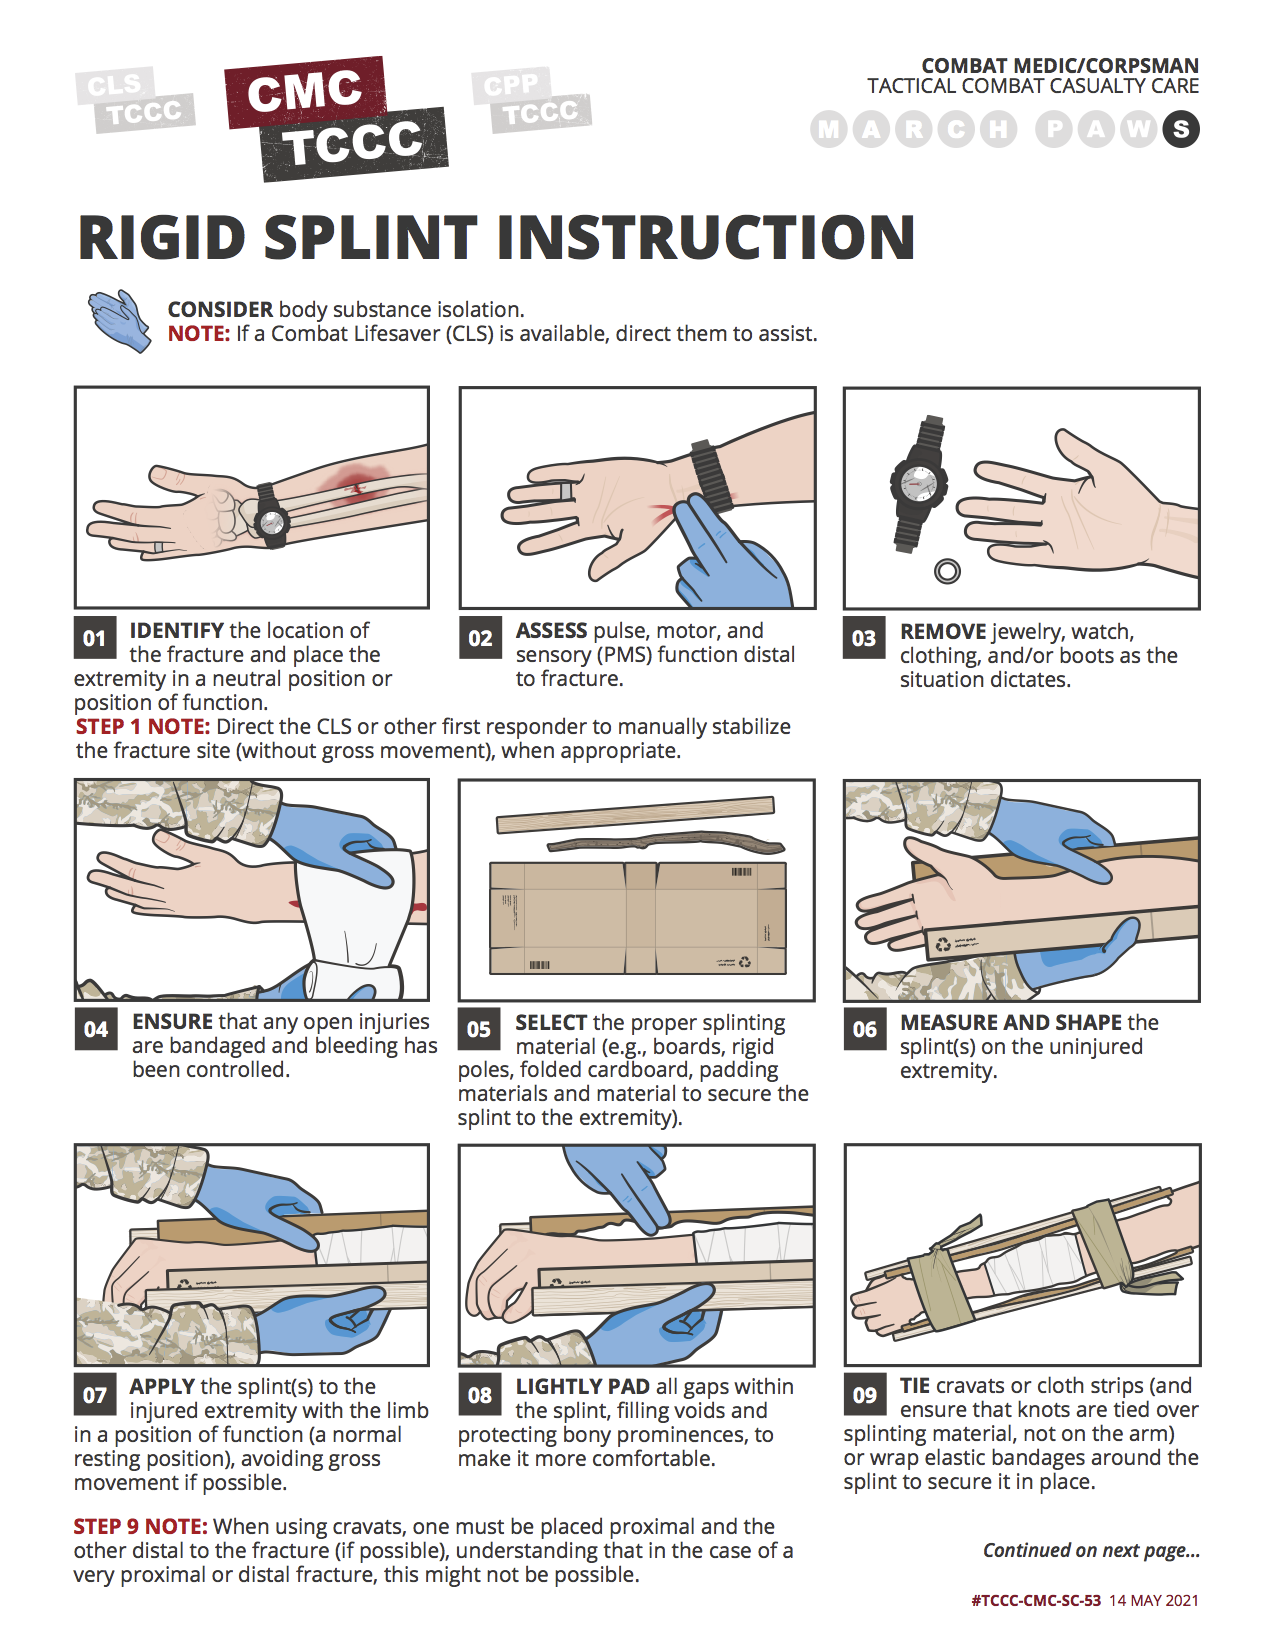 CLS
TCCC
CMC
TCCC
CPP
TCCC
COMBAT MEDIC/CORPSMAN
TACTICAL COMBAT CASUALTY CARE
M A R C H P A W S
RIGID SPLINT INSTRUCTION
CONSIDER body substance isolation.
NOTE: If a Combat Lifesaver (CLS) is available, direct them to assist.
01 IDENTIFY the location of
the fracture and place the
extremity in a neutral position or
position of function.
STEP 1 NOTE: Direct the CLS or other first responder to manually stabilize
the fracture site (without gross movement), when appropriate.
02 ASSESS pulse, motor, and
sensory (PMS) function distal
to fracture.
03 REMOVE jewelry, watch,
clothing, and/or boots as the
situation dictates.
04 ENSURE that any open injuries
are bandaged and bleeding has
been controlled.
05 SELECT the proper splinting
material (e.g., boards, rigid
poles, folded cardboard, padding
materials and material to secure the
splint to the extremity).
06 MEASURE AND SHAPE the
splint(s) on the uninjured
extremity.
07 APPLY the splint(s) to the
injured extremity with the limb
in a position of function (a normal
resting position), avoiding gross
movement if possible.
08 LIGHTLY PAD all gaps within
the splint, filling voids and
protecting bony prominences, to
make it more comfortable.
09 TIE cravats or cloth strips (and
ensure that knots are tied over
splinting material, not on the arm)
or wrap elastic bandages around the
splint to secure it in place.
STEP 9 NOTE: When using cravats, one must be placed proximal and the
other distal to the fracture (if possible), understanding that in the case of a
very proximal or distal fracture, this might not be possible.
Continued on next page...
#TCCC-CMC-SC-53 14 MAY 2021